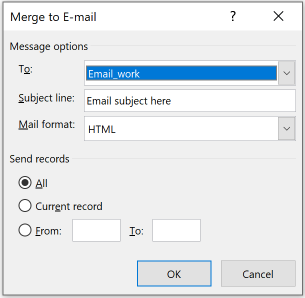 Merge to E-mail ? ×
Message options
To: Email_work
Subject line: Email subject here
Mail format: HTML
Send records
All
Current record
From: To:
OK Cancel